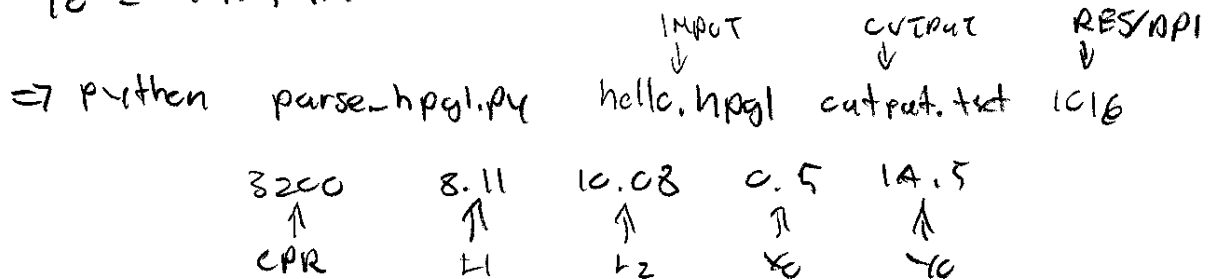 INPUT OUTPUT RES/DPI
↓ ↓ ↓
=> python parse_hpgl.py hello.hpgl output.txt 1016
3200 8.11 10.08 0.5 14.5
↑ ↑ ↑ ↑ ↑
CPR L1 L2 X0 Y0